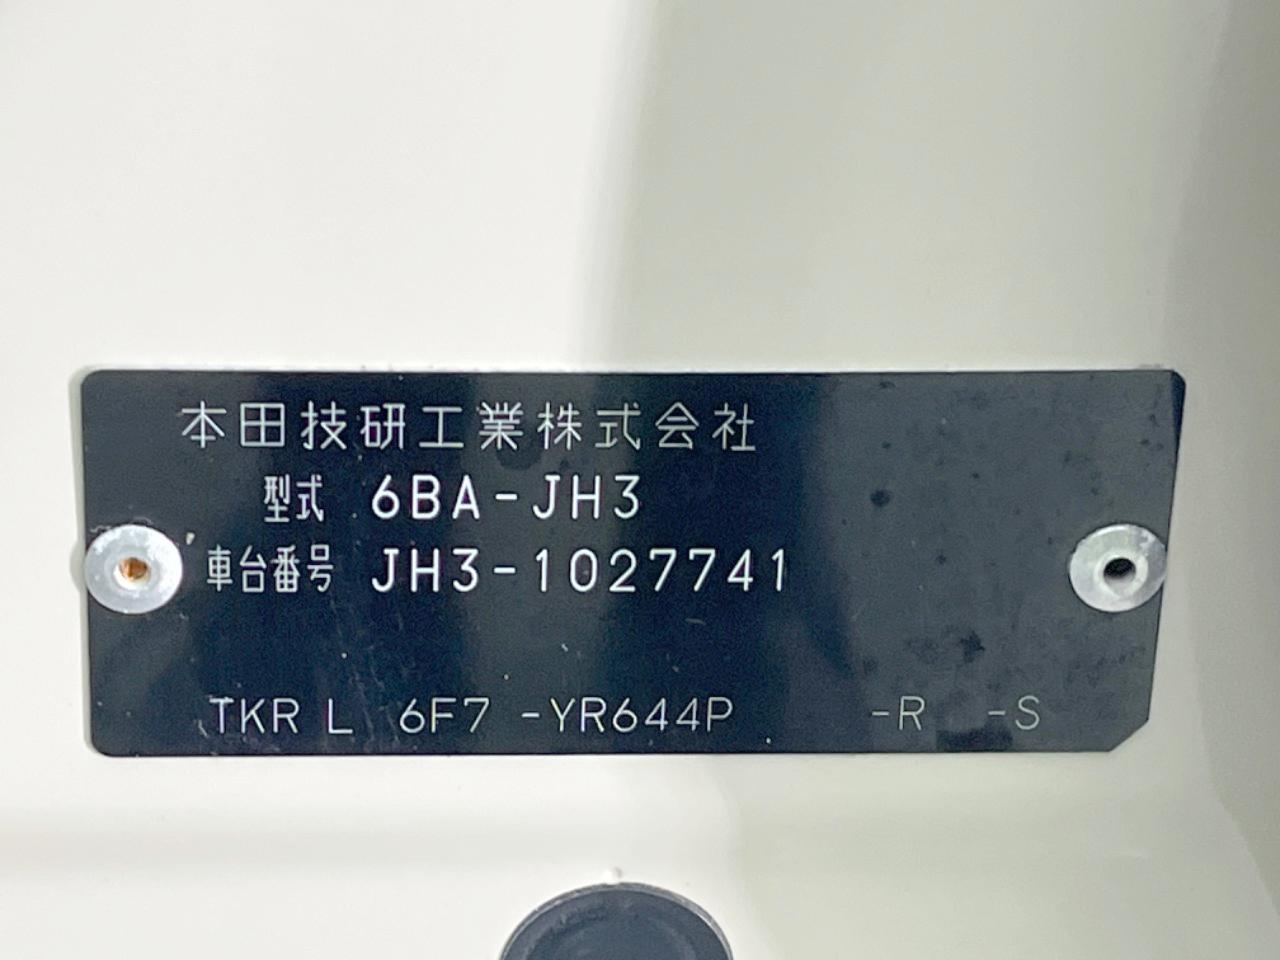 本田技研工業株式会社
型式 6BA-JH3
車台番号 JH3-1027741
TKR L 6F7 -YR644P -R -S